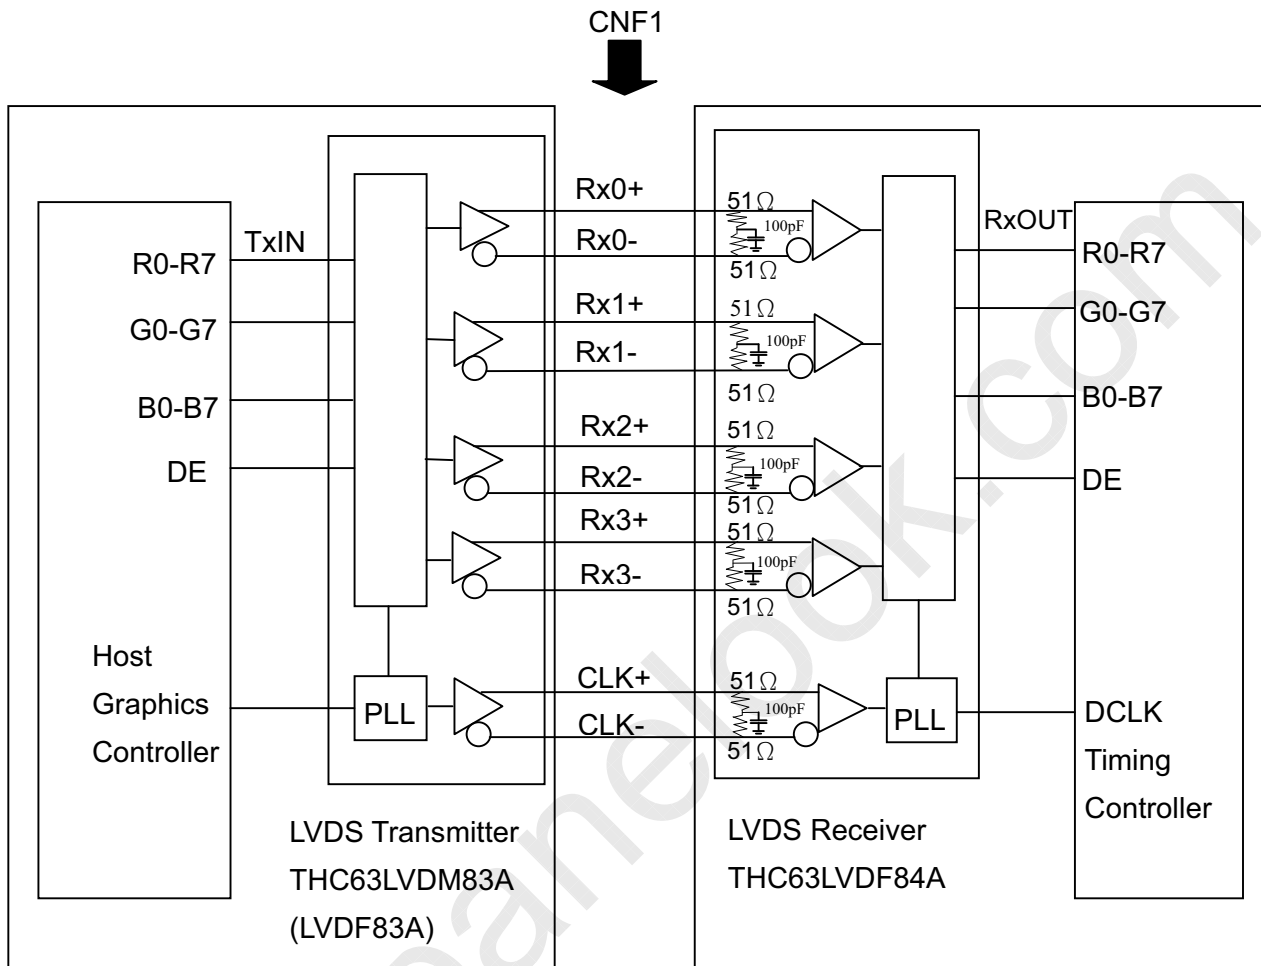 CNF1
Rx0+
Rx0-
Rx1+
Rx1-
Rx2+
Rx2-
Rx3+
Rx3-
CLK+
CLK-
TxIN
R0-R7
G0-G7
B0-B7
DE
Host
Graphics
Controller
PLL
LVDS Transmitter
THC63LVDM83A
(LVDF83A)
51Ω
100pF
51Ω
51Ω
100pF
51Ω
51Ω
100pF
51Ω
51Ω
100pF
51Ω
51Ω
100pF
51Ω
PLL
LVDS Receiver
THC63LVDF84A
RxOUT
R0-R7
G0-G7
B0-B7
DE
DCLK
Timing
Controller
panelook.com